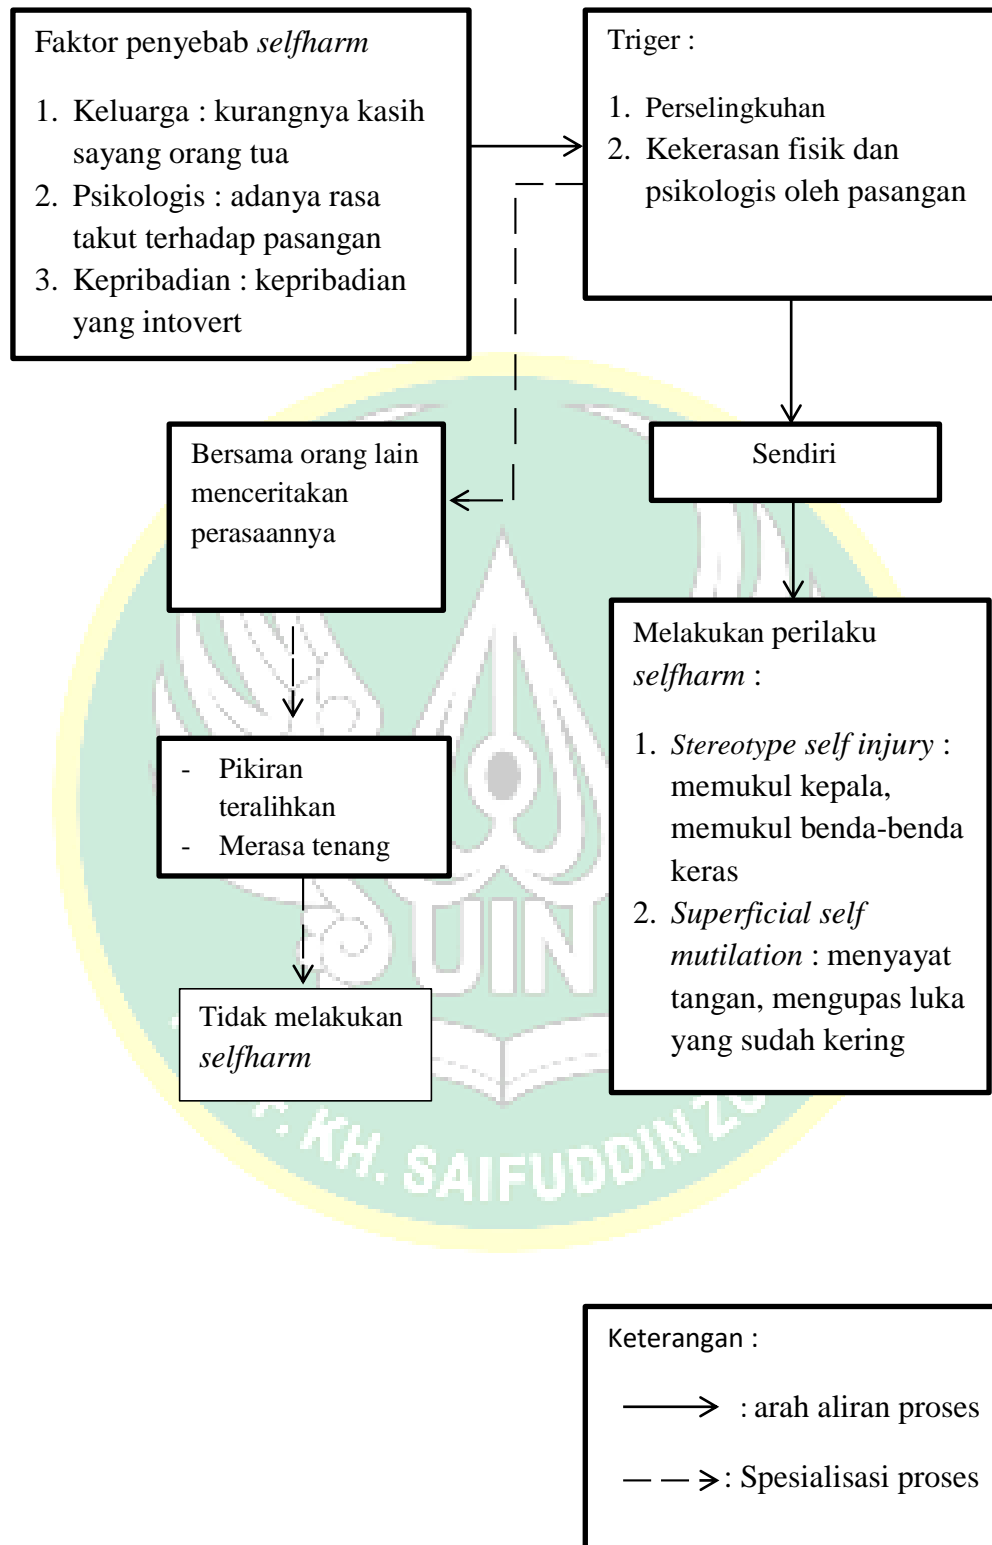 Faktor penyebab selfharm
1. Keluarga : kurangnya kasih
sayang orang tua
2. Psikologis : adanya rasa
takut terhadap pasangan
3. Kepribadian : kepribadian
yang intovert
Triger :
1. Perselingkuhan
2. Kekerasan fisik dan
psikologis oleh pasangan
Bersama orang lain
menceritakan
perasaannya
Sendiri
- Pikiran
teralihkan
- Merasa tenang
Melakukan perilaku
selfharm :
1. Stereotype self injury :
memukul kepala,
memukul benda-benda
keras
2. Superficial self
mutilation : menyayat
tangan, mengupas luka
yang sudah kering
Tidak melakukan
selfharm
UIN
KH. SAIFUDDIN
Keterangan :
: arah aliran proses
: Spesialisasi proses